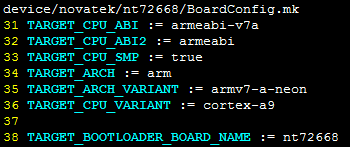 device/novatek/nt72668/BoardConfig.mk
31 TARGET_CPU_ABI := armeabi-v7a
32 TARGET_CPU_ABI2 := armeabi
33 TARGET_CPU_SMP := true
34 TARGET_ARCH := arm
35 TARGET_ARCH_VARIANT := armv7-a-neon
36 TARGET_CPU_VARIANT := cortex-a9
37
38 TARGET_BOOTLOADER_BOARD_NAME := nt72668